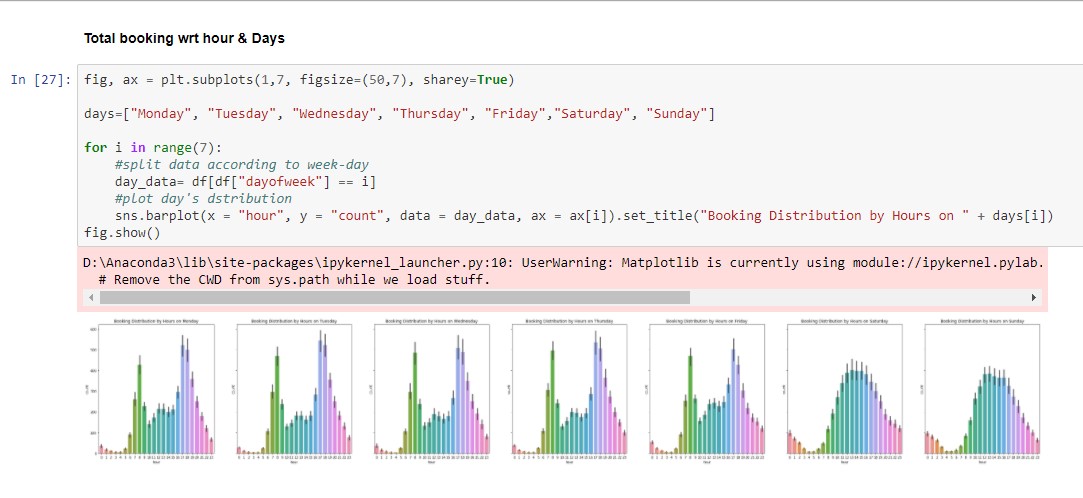 Total booking wrt hour & Days
In [27]:
fig, ax = plt.subplots(1,7, figsize=(50,7), sharey=True)
days=["Monday", "Tuesday", "Wednesday", "Thursday", "Friday","Saturday", "Sunday"]
for i in range(7):
    #split data according to week-day
    day_data= df[df["dayofweek"] == i]
    #plot day's dstribution
    sns.barplot(x = "hour", y = "count", data = day_data, ax = ax[i]).set_title("Booking Distribution by Hours on " + days[i])
fig.show()
D:\Anaconda3\lib\site-packages\ipykernel_launcher.py:10: UserWarning: Matplotlib is currently using module://ipykernel.pylab.
  # Remove the CWD from sys.path while we load stuff.
Booking Distribution by Hours on Monday
Booking Distribution by Hours on Tuesday
Booking Distribution by Hours on Wednesday
Booking Distribution by Hours on Thursday
Booking Distribution by Hours on Friday
Booking Distribution by Hours on Saturday
Booking Distribution by Hours on Sunday